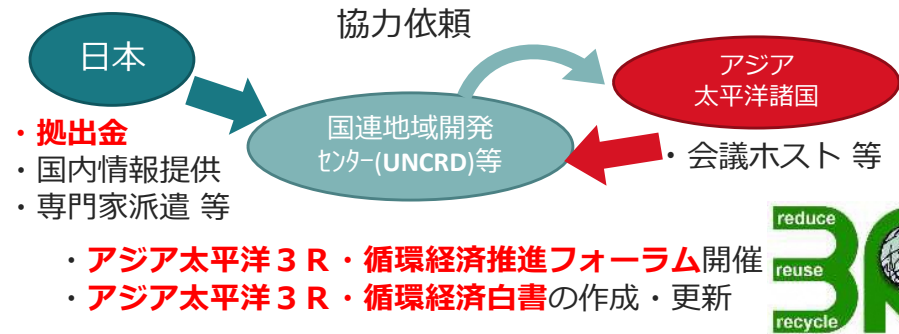 協力依頼
日本
アジア
太平洋諸国
国連地域開発
ｾﾝﾀｰ(UNCRD)等
・拠出金
・国内情報提供
・専門家派遣 等
・会議ホスト 等
・アジア太平洋３Ｒ・循環経済推進フォーラム開催
・アジア太平洋３Ｒ・循環経済白書の作成・更新
reduce
reuse
recycle
3R